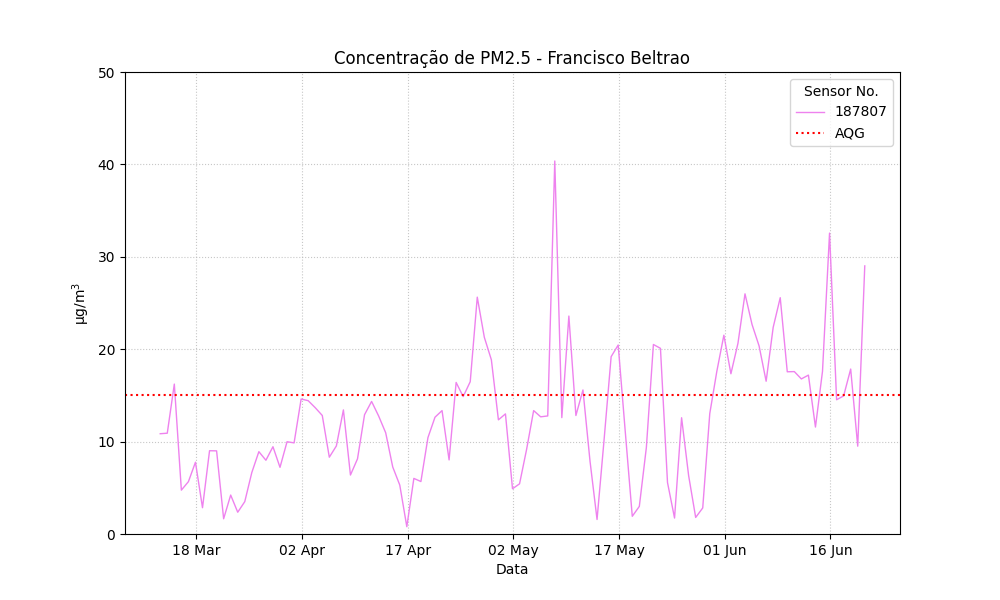 Concentração de PM2.5 - Francisco Beltrao
50
40
30
20
10
0
µg/m³
Sensor No.
187807
AQG
18 Mar
02 Apr
17 Apr
02 May
17 May
01 Jun
16 Jun
Data